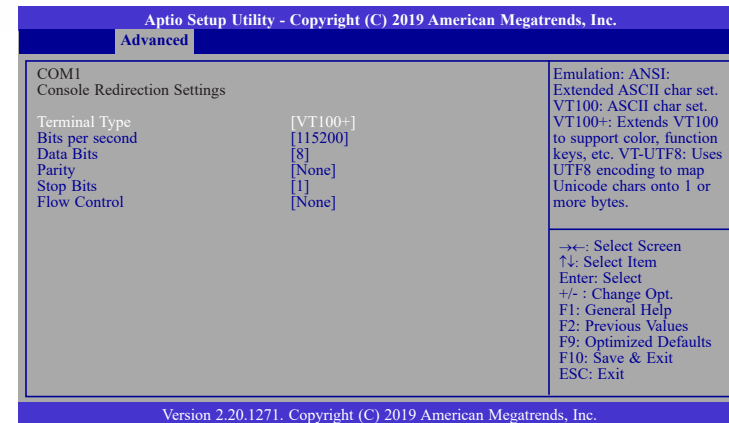 Aptio Setup Utility - Copyright (C) 2019 American Megatrends, Inc.
Advanced
COM1
Console Redirection Settings
Terminal Type [VT100+]
Bits per second [115200]
Data Bits [8]
Parity [None]
Stop Bits [1]
Flow Control [None]
Emulation: ANSI:
Extended ASCII char set.
VT100: ASCII char set.
VT100+: Extends VT100
to support color, function
keys, etc. VT-UTF8: Uses
UTF8 encoding to map
Unicode chars onto 1 or
more bytes.
→←: Select Screen
↑↓: Select Item
Enter: Select
+/- : Change Opt.
F1: General Help
F2: Previous Values
F9: Optimized Defaults
F10: Save & Exit
ESC: Exit
Version 2.20.1271. Copyright (C) 2019 American Megatrends, Inc.